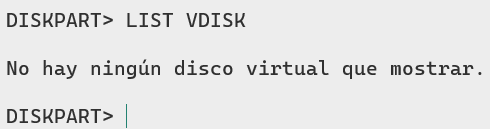 DISKPART> LIST VDISK
No hay ningún disco virtual que mostrar.
DISKPART>